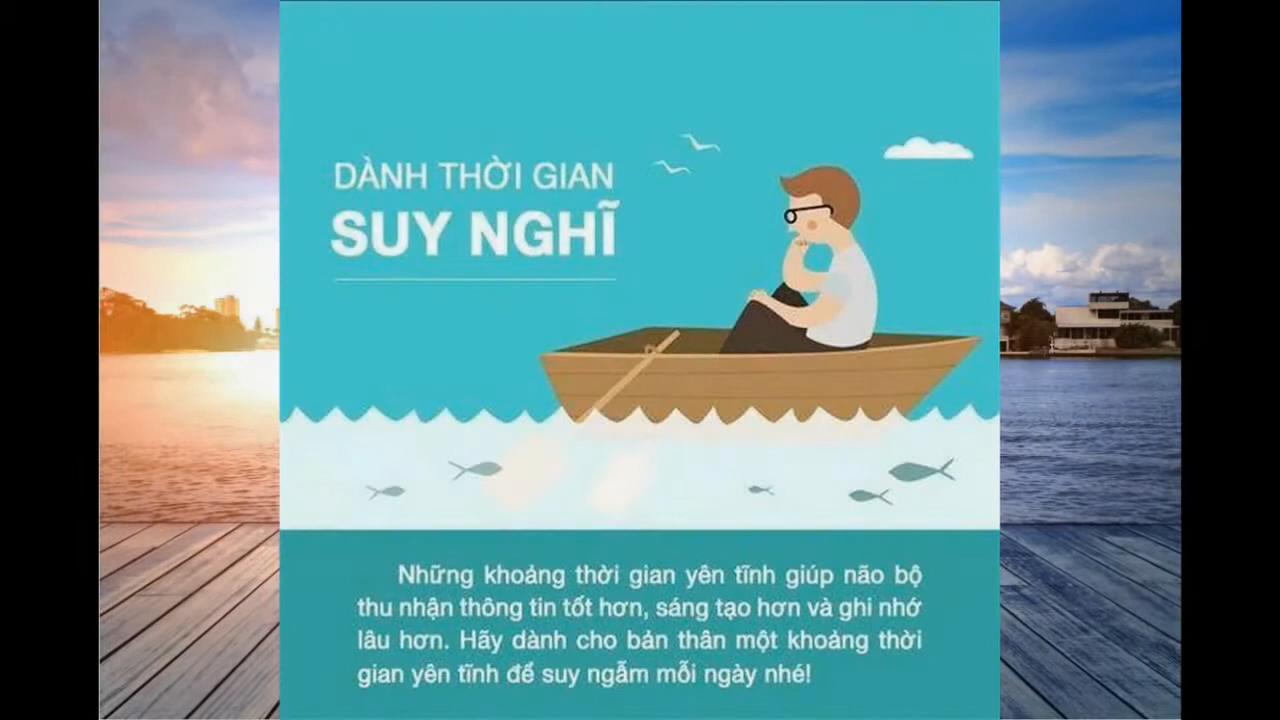 DÀNH THỜI GIAN
SUY NGHĨ
Những khoảng thời gian yên tĩnh giúp não bộ
thu nhận thông tin tốt hơn, sáng tạo hơn và ghi nhớ
lâu hơn. Hãy dành cho bản thân một khoảng thời
gian yên tĩnh để suy ngẫm mỗi ngày nhé!